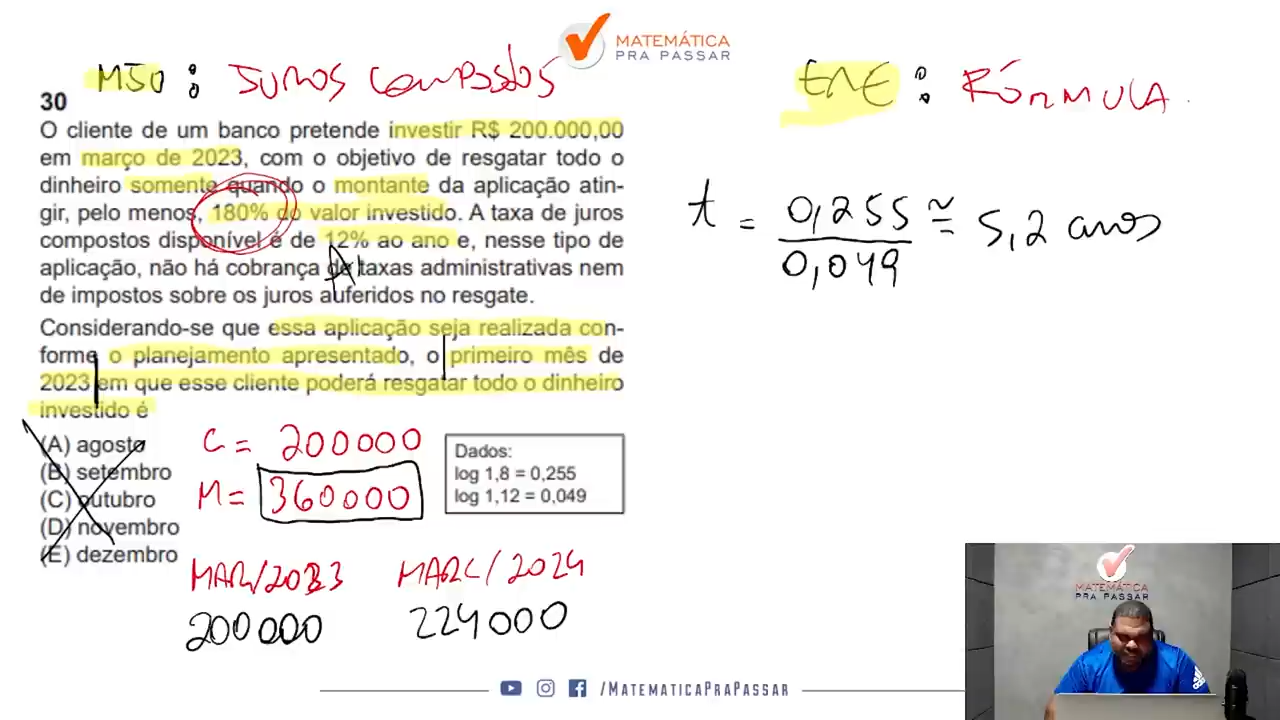 MATEMÁTICA
PRA PASSAR
MJO : JUROS COMPOSTOS
30
O cliente de um banco pretende investir R$ 200.000,00
em março de 2023, com o objetivo de resgatar todo o
dinheiro somente quando o montante da aplicação atin-
gir, pelo menos, 180% do valor investido. A taxa de juros
compostos disponível é de 12% ao ano e, nesse tipo de
aplicação, não há cobrança de taxas administrativas nem
de impostos sobre os juros auferidos no resgate.
Considerando-se que essa aplicação seja realizada con-
forme o planejamento apresentado, o primeiro mês de
2023 em que esse cliente poderá resgatar todo o dinheiro
investido é
(A) agosto
(B) setembro
(C) outubro
(D) novembro
(E) dezembro
C = 200000
M = 360000
Dados:
log 1,8 = 0,255
log 1,12 = 0,049
MAR/2023 MARC/2024
200000 224000
: FÓRMULA.
t = 0,255 ≅ 5,2 anos
0,049
MATEMÁTICA
PRA PASSAR
adidas
/MATEMATICAPRAPASSAR